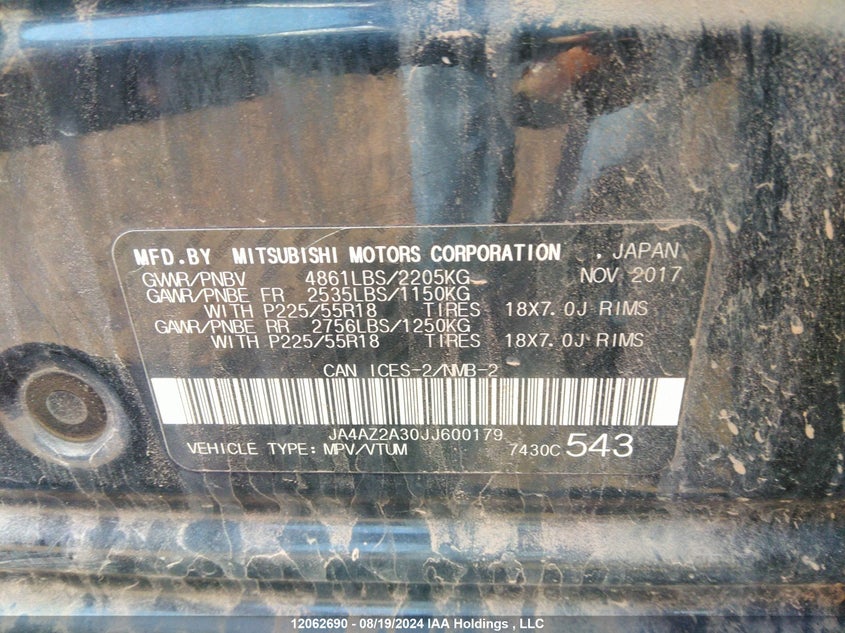 MFD.BY MITSUBISHI MOTORS CORPORATION , JAPAN
GVWR/PNBV 4861LBS/2205KG NOV 2017
GAWR/PNBE FR 2535LBS/1150KG
WITH P225/55R18 TIRES 18X7.0J RIMS
GAWR/PNBE RR 2756LBS/1250KG
WITH P225/55R18 TIRES 18X7.0J RIMS
CAN ICES-2/NMB-2
JA4AZ2A30JJ600179
VEHICLE TYPE: MPV/VTUM 7430C 543
12062690 - 08/19/2024 IAA Holdings , LLC